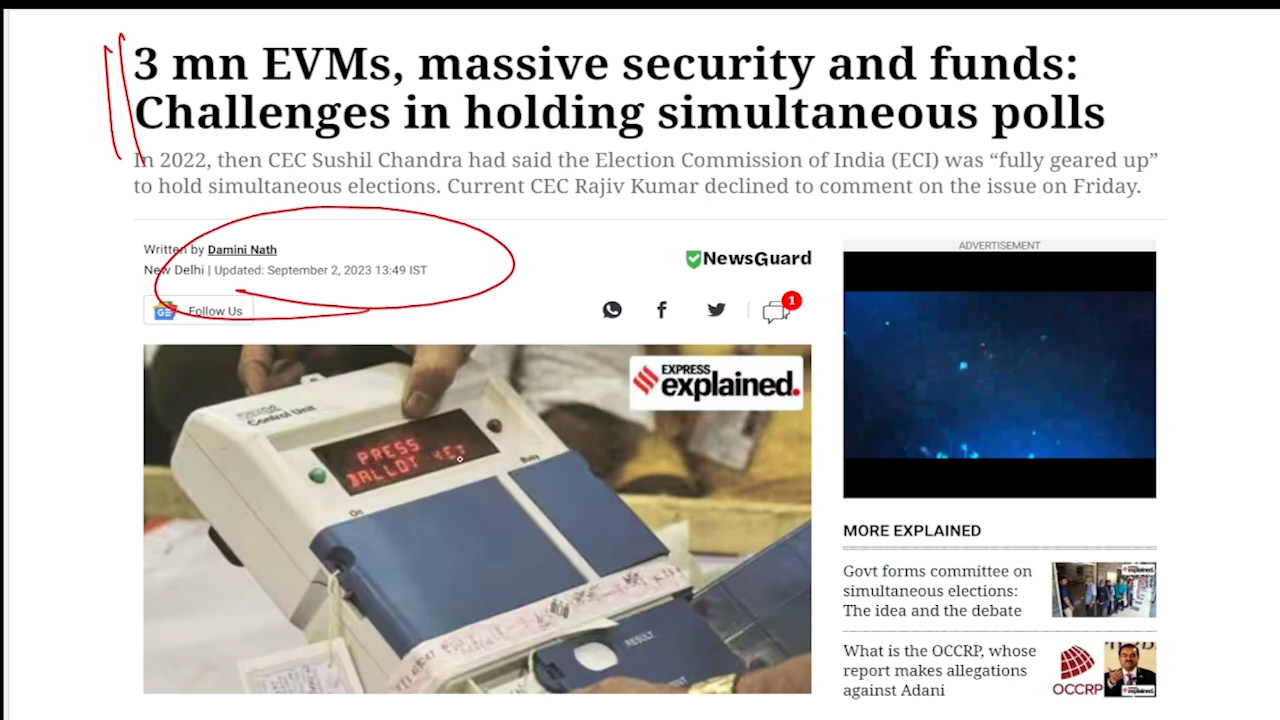 3 mn EVMs, massive security and funds:
Challenges in holding simultaneous polls
In 2022, then CEC Sushil Chandra had said the Election Commission of India (ECI) was “fully geared up”
to hold simultaneous elections. Current CEC Rajiv Kumar declined to comment on the issue on Friday.
Written by Damini Nath
New Delhi | Updated: September 2, 2023 13:49 IST
NewsGuard
Follow Us
1
ADVERTISEMENT
EXPRESS
explained.
Control Unit
PRESS
BALLOT
Busy
On
RESULT
MORE EXPLAINED
Govt forms committee on
simultaneous elections:
The idea and the debate
What is the OCCRP, whose
report makes allegations
against Adani
OCCRP